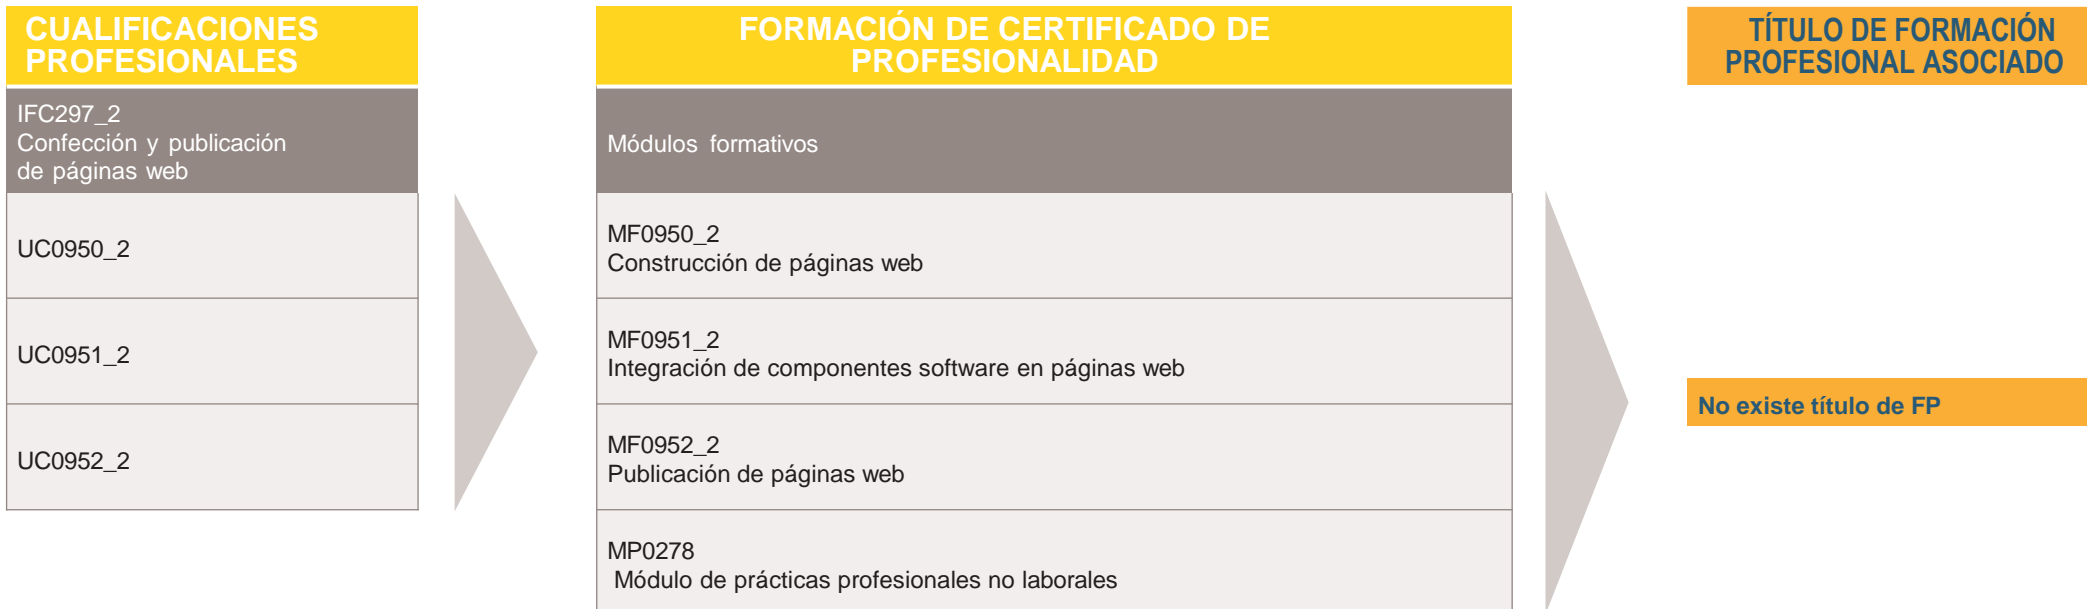 CUALIFICACIONES
PROFESIONALES
IFC297_2
Confección y publicación
de páginas web
UC0950_2
UC0951_2
UC0952_2
FORMACIÓN DE CERTIFICADO DE
PROFESIONALIDAD
Módulos formativos
MF0950_2
Construcción de páginas web
MF0951_2
Integración de componentes software en páginas web
MF0952_2
Publicación de páginas web
MP0278
Módulo de prácticas profesionales no laborales
TÍTULO DE FORMACIÓN
PROFESIONAL ASOCIADO
No existe título de FP